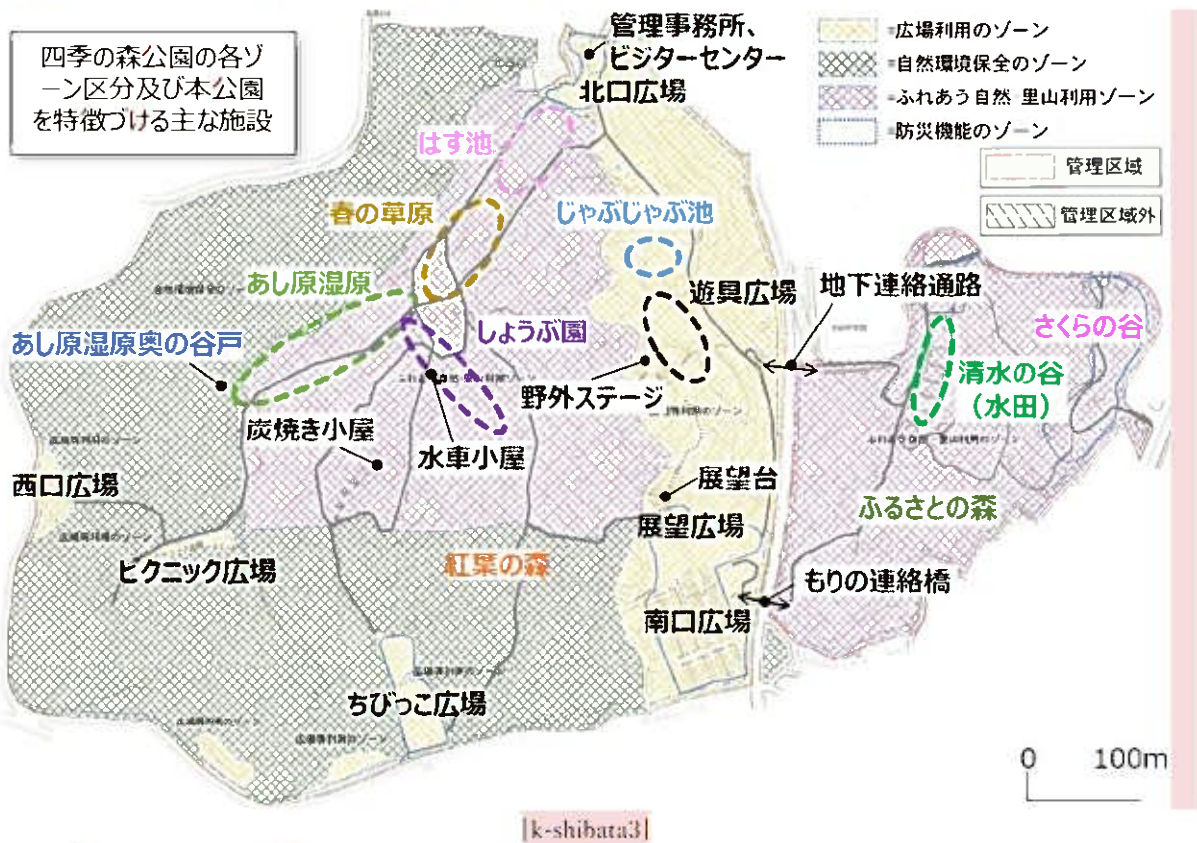 四季の森公園の各ゾ
ーン区分及び本公園
を特徴づける主な施設
管理事務所、
ビジターセンター
北口広場
=広場利用のゾーン
=自然環境保全のゾーン
=ふれあう自然・里山利用ゾーン
=防災機能のゾーン
管理区域
管理区域外
はす池
春の草原
じゃぶじゃぶ池
あし原湿原
遊具広場
地下連絡通路
さくらの谷
あし原湿原奥の谷戸
しょうぶ園
清水の谷
（水田）
野外ステージ
炭焼き小屋
水車小屋
西口広場
展望台
展望広場
ふるさとの森
ピクニック広場
紅葉の森
もりの連絡橋
南口広場
ちびっこ広場
0 100m
[k-shibata3]